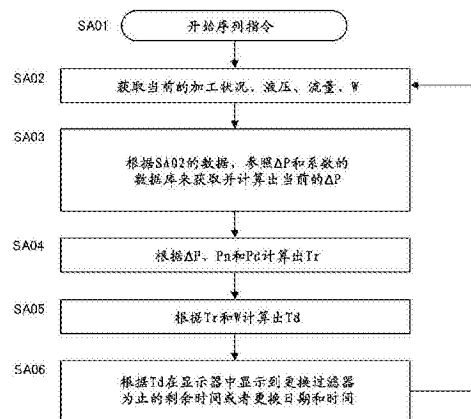 SA01
开始序列指令
SA02
获取当前的加工状况、液压、流量、W
SA03
根据SA02的数据，参照ΔP和系数的
数据库来获取并计算出当前的ΔP
SA04
根据ΔP、Pn和Pd计算出Tr
SA05
根据Tr和W计算出Td
SA06
根据Td在显示器中显示到更换过滤器
为止的剩余时间或者更换日期和时间